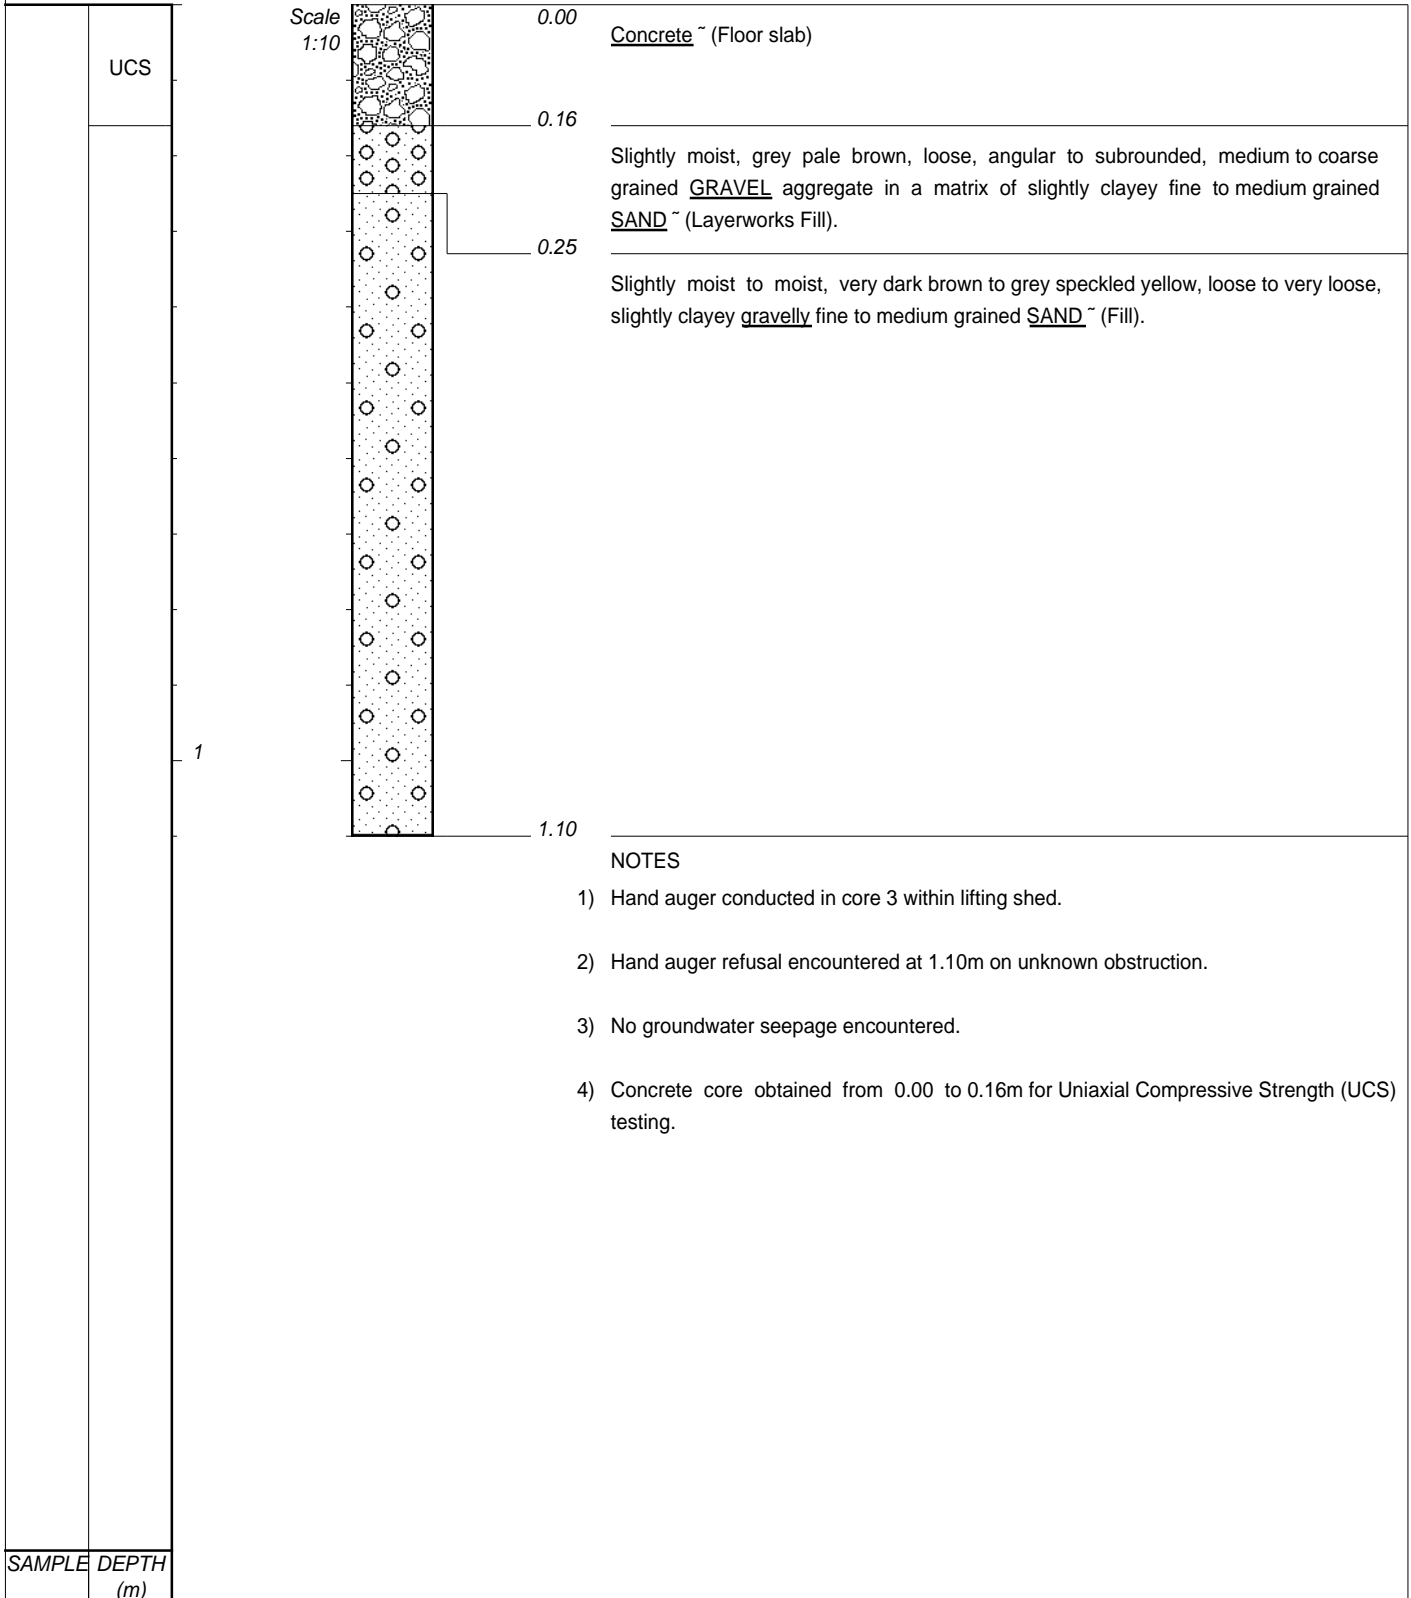 Scale
1:10
0.00
Concrete ˜ (Floor slab)
UCS
0.16
Slightly moist, grey pale brown, loose, angular to subrounded, medium to coarse
grained GRAVEL aggregate in a matrix of slightly clayey fine to medium grained
SAND ˜ (Layerworks Fill).
0.25
Slightly moist to moist, very dark brown to grey speckled yellow, loose to very loose,
slightly clayey gravelly fine to medium grained SAND ˜ (Fill).
1
1.10
NOTES
1) Hand auger conducted in core 3 within lifting shed.
2) Hand auger refusal encountered at 1.10m on unknown obstruction.
3) No groundwater seepage encountered.
4) Concrete core obtained from 0.00 to 0.16m for Uniaxial Compressive Strength (UCS)
testing.
SAMPLE DEPTH
(m)